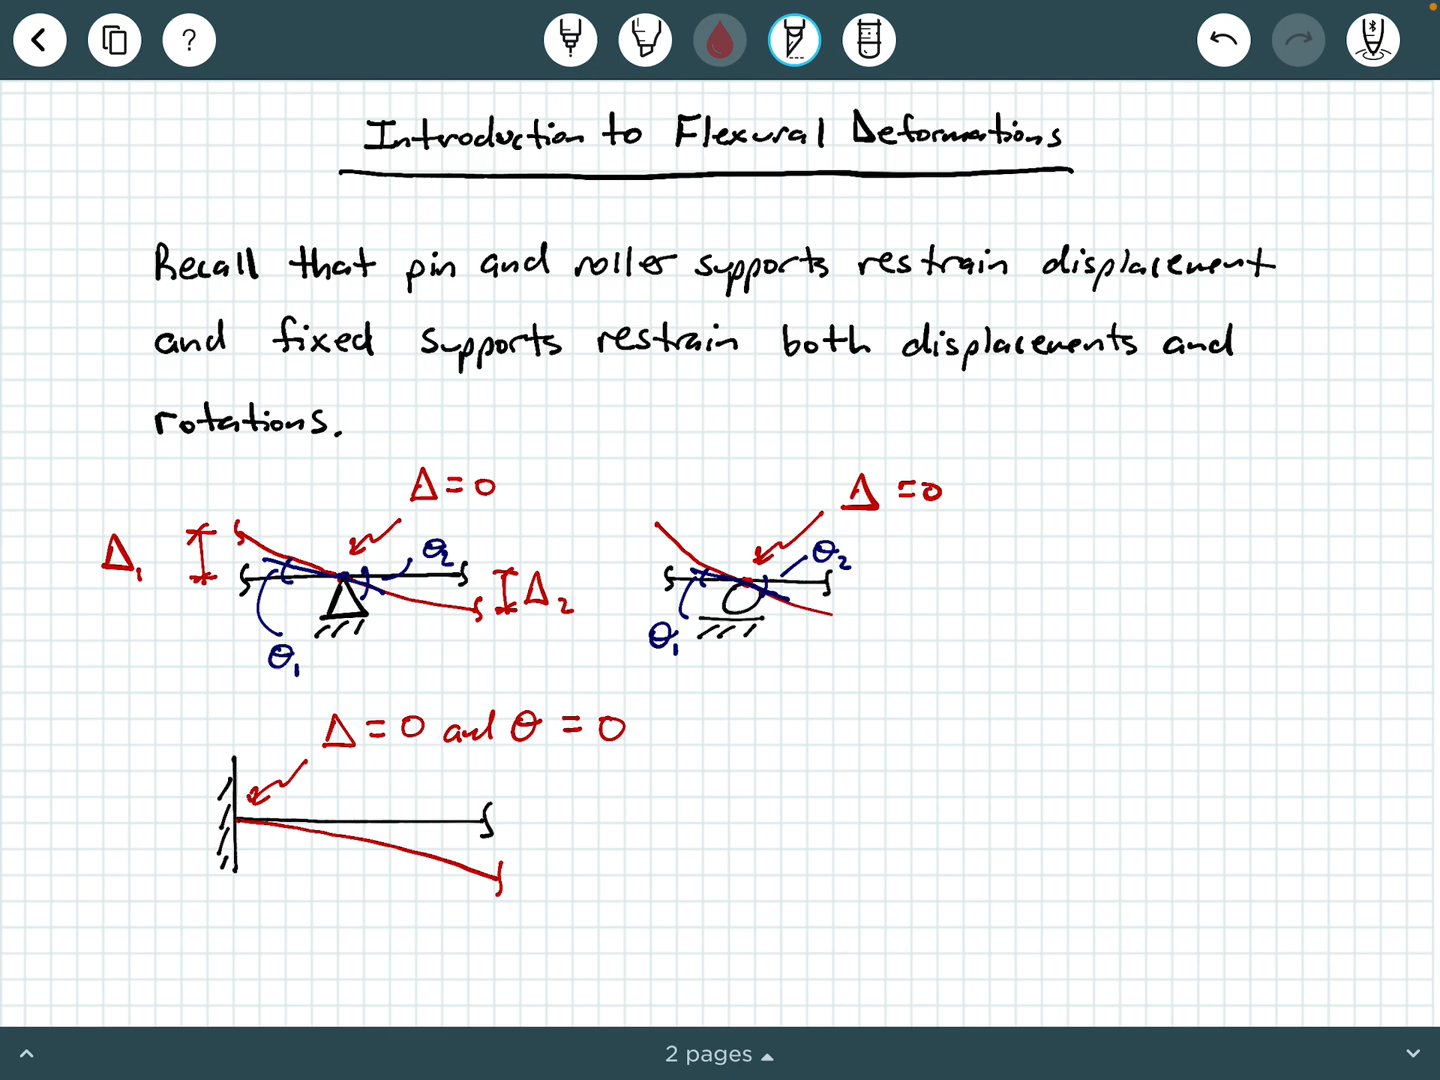 ?
Introduction to Flexural Deformations
Recall that pin and roller supports restrain displacement
and fixed supports restrain both displacements and
rotations.
Δ = 0
Δ = 0
Δ₁
θ₂
Δ₂
θ₁
θ₂
θ₁
Δ = 0 and θ = 0
2 pages